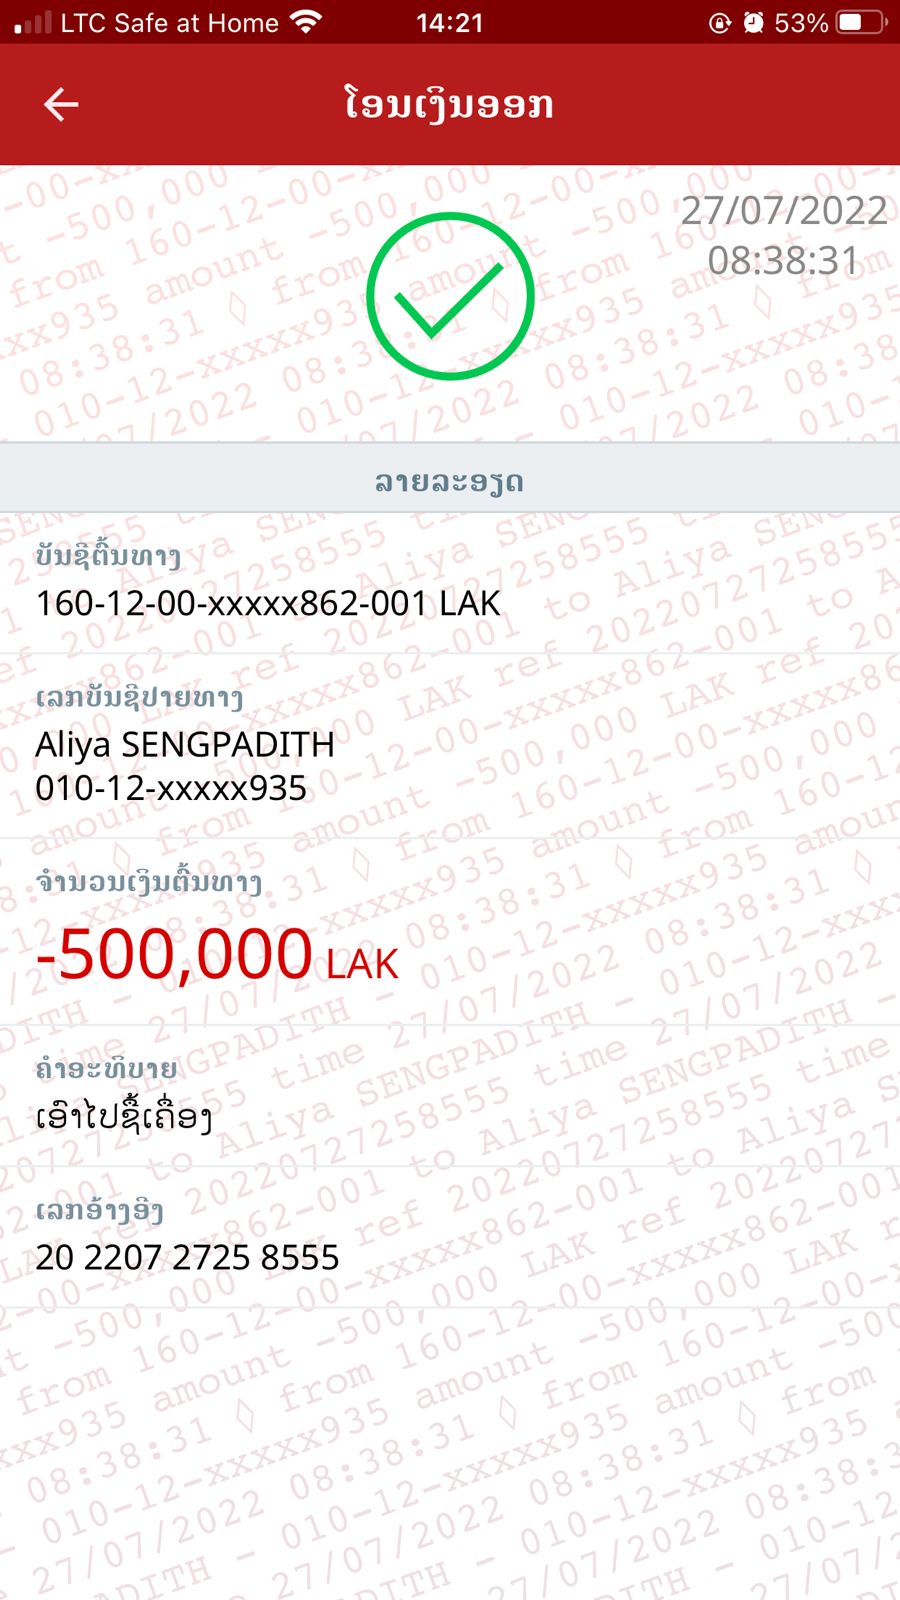 LTC Safe at Home 14:21 53%
ໂອນເງິນອອກ
27/07/2022
08:38:31
ລາຍລະອຽດ
ບັນຊີຕົ້ນທາງ
160-12-00-xxxxx862-001 LAK
ເລກບັນຊີປາຍທາງ
Aliya SENGPADITH
010-12-xxxxx935
ຈຳນວນເງິນຕົ້ນທາງ
-500,000 LAK
ຄຳອະທິບາຍ
ເອົາໄປຊື້ເຄື່ອງ
ເລກອ້າງອີງ
20 2207 2725 8555